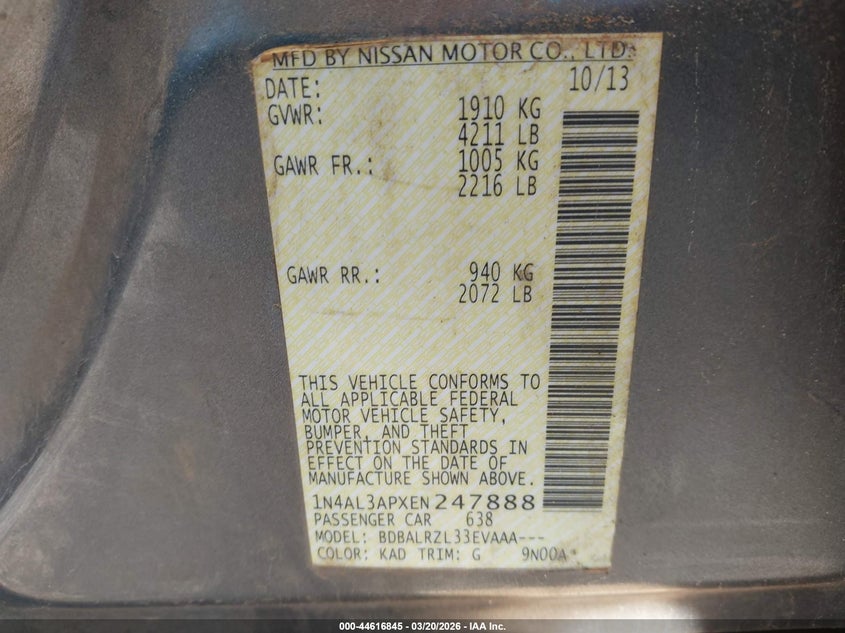 MFD BY NISSAN MOTOR CO., LTD.
DATE: 10/13
GVWR: 1910 KG
4211 LB
GAWR FR.: 1005 KG
2216 LB
GAWR RR.: 940 KG
2072 LB
THIS VEHICLE CONFORMS TO
ALL APPLICABLE FEDERAL
MOTOR VEHICLE SAFETY,
BUMPER, AND THEFT
PREVENTION STANDARDS IN
EFFECT ON THE DATE OF
MANUFACTURE SHOWN ABOVE.
1N4AL3APXEN247888
PASSENGER CAR 638
MODEL: BDBALRZL33EVAAA---
COLOR: KAD TRIM: G 9N00A
000-44616845 | 03/20/2026 - IAA Inc.